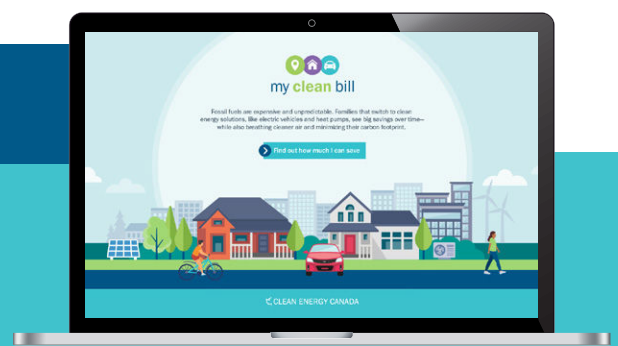 my clean bill
Fossil fuels are expensive and unpredictable. Families that switch to clean
energy solutions, like electric vehicles and heat pumps, see big savings over time—
while also breathing cleaner air and minimizing their carbon footprint.
Find out how much I can save
CLEAN ENERGY CANADA